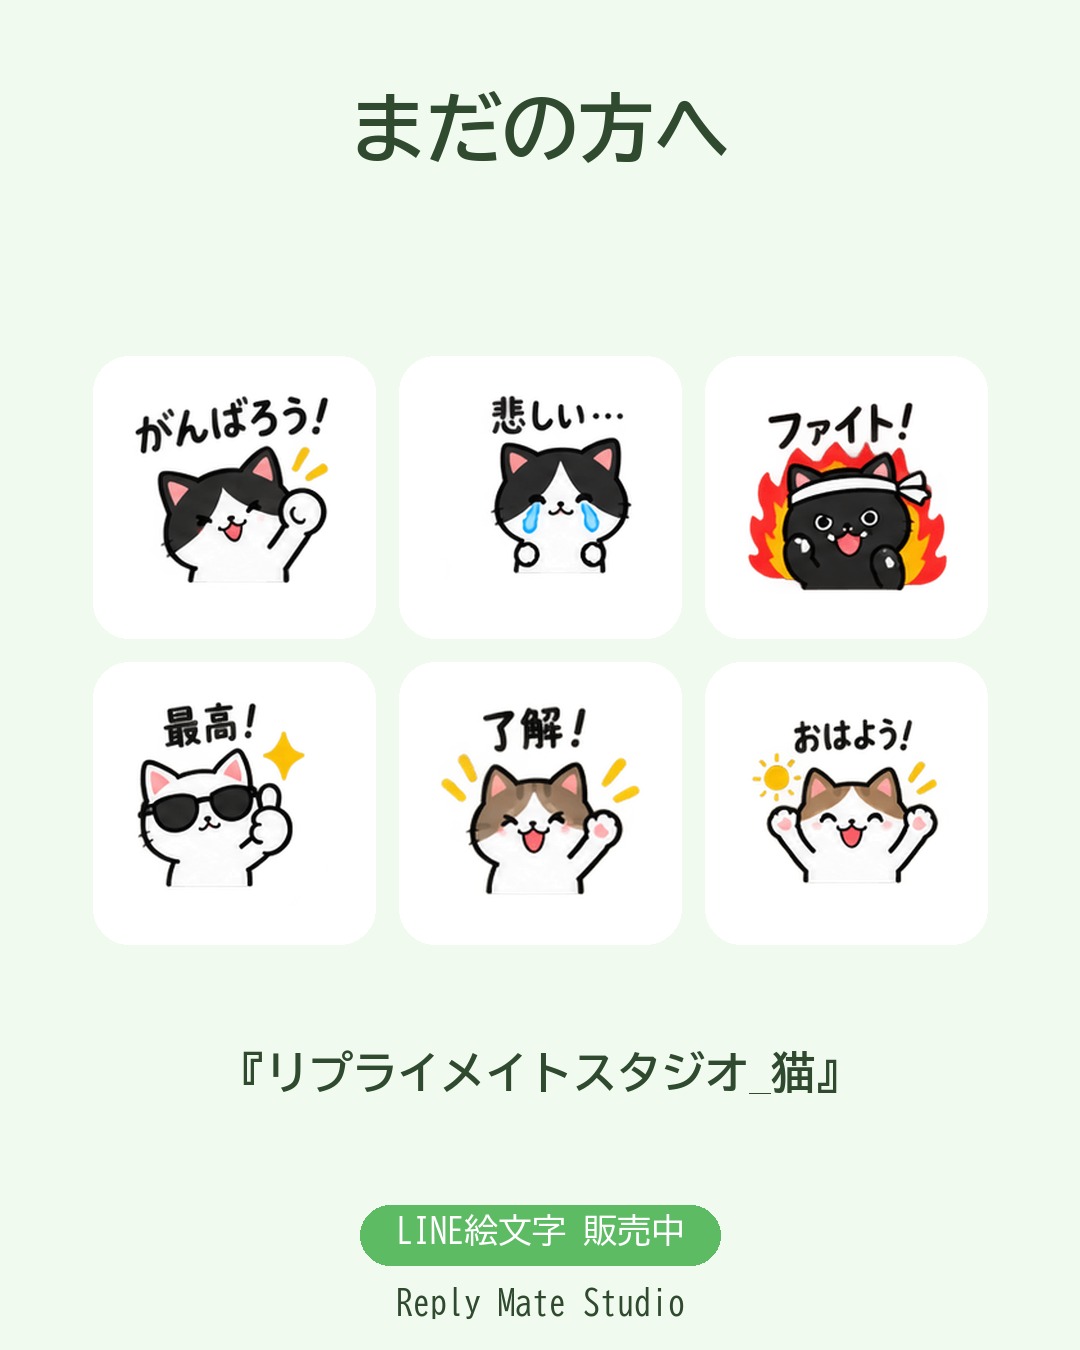 まだの方へ
がんばろう!
悲しい…
ファイト!
最高!
了解!
おはよう!
『リプライメイトスタジオ_猫』
LINE絵文字 販売中
Reply Mate Studio